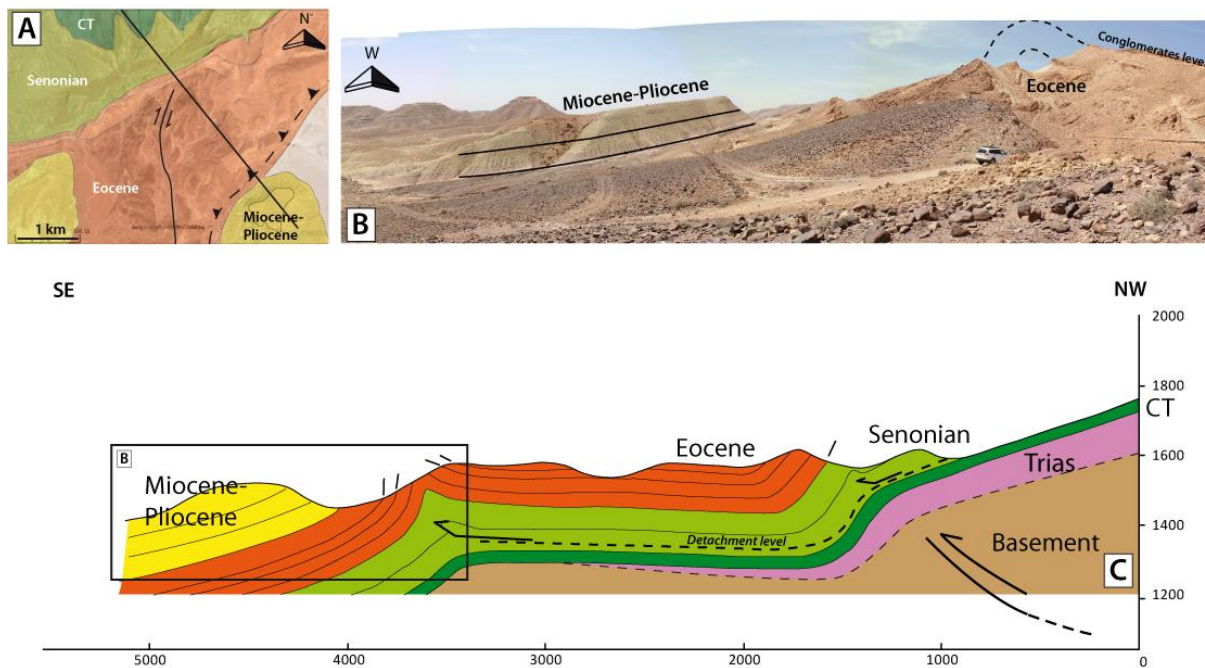 A
CT
N
Senonian
Eocene
Miocene-
Pliocene
1 km
W
Miocene-Pliocene
Conglomerates level
Eocene
B
SE
NW
2000
1800
CT
1600
1400
1200
B
Miocene-
Pliocene
Eocene
Senonian
Trias
Detachment level
Basement
C
5000
4000
3000
2000
1000
0